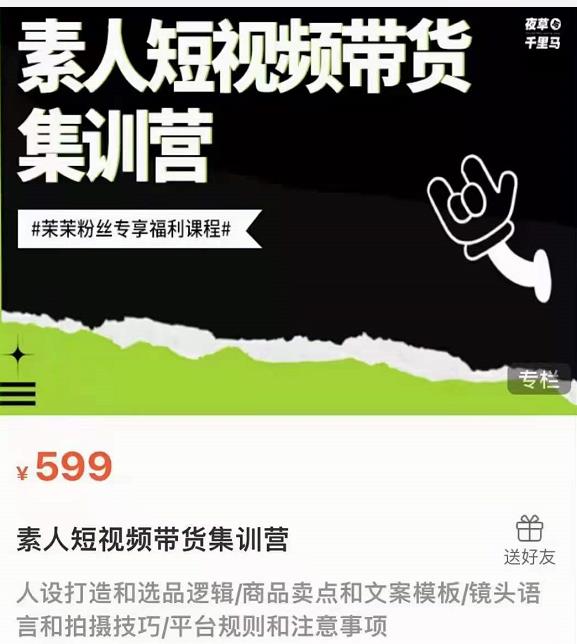 素人短视频带货
夜草&
千里马
集训营
#茉茉粉丝专享福利课程#
专栏
¥599
素人短视频带货集训营
送好友
人设打造和选品逻辑/商品卖点和文案模板/镜头语
言和拍摄技巧/平台规则和注意事项